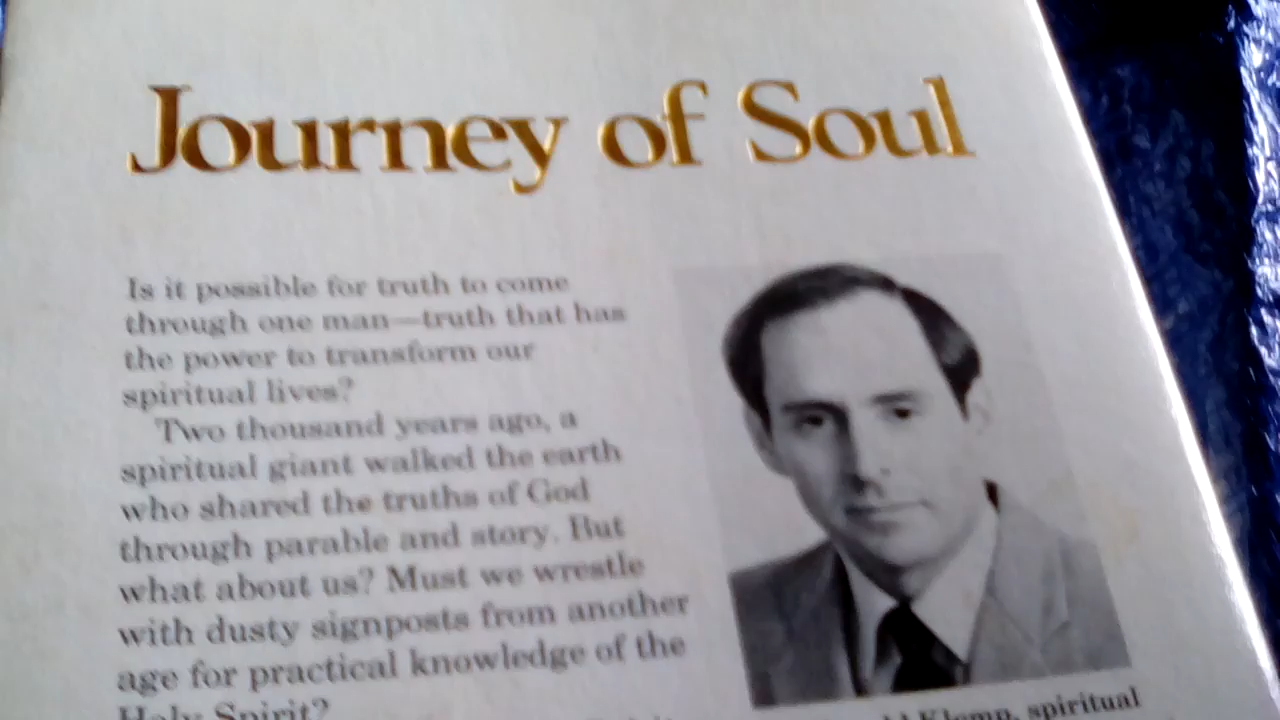 Journey of Soul
Is it possible for truth to come
through one man—truth that has
the power to transform our
spiritual lives?
Two thousand years ago, a
spiritual giant walked the earth
who shared the truths of God
through parable and story. But
what about us? Must we wrestle
with dusty signposts from another
age for practical knowledge of the
Holy Spirit?
Klemp, spiritual